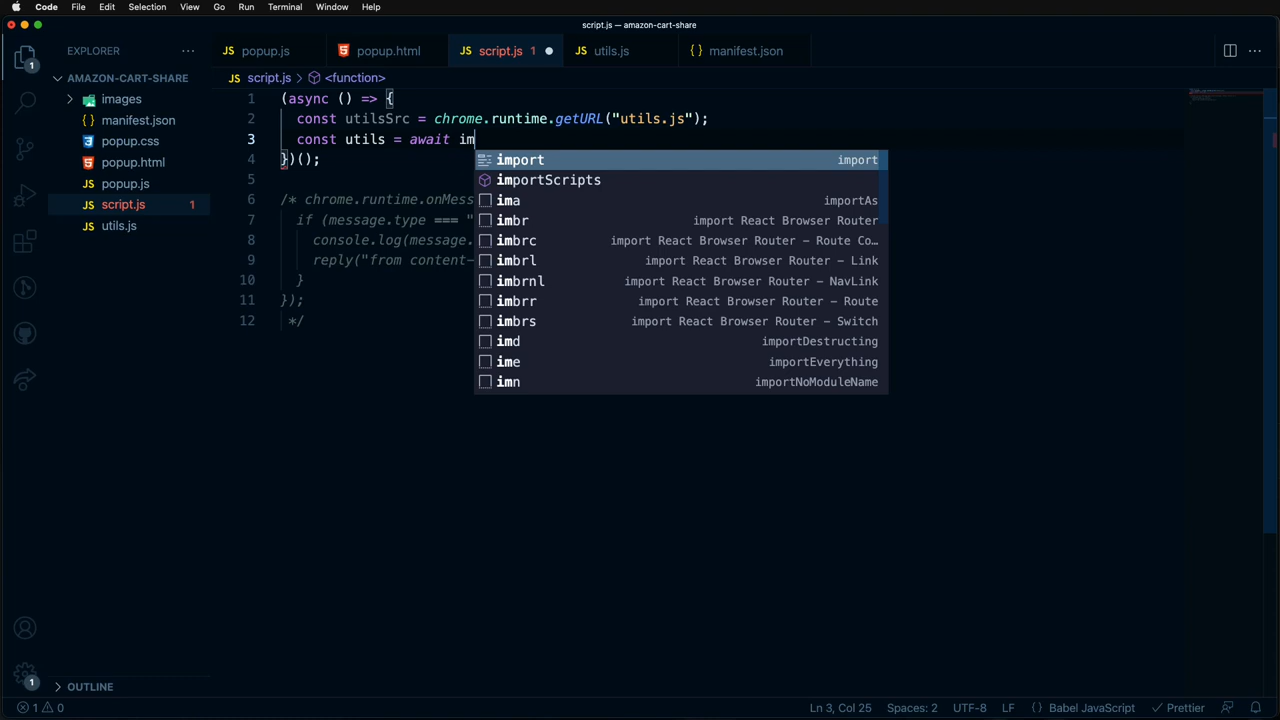 Code File Edit Selection View Go Run Terminal Window Help
script.js — amazon-cart-share
EXPLORER
popup.js popup.html script.js 1 utils.js {} manifest.json
AMAZON-CART-SHARE
JS script.js > <function>
images
{} manifest.json
popup.css
popup.html
JS popup.js
JS script.js 1
JS utils.js
1 (async () => {
2 const utilsSrc = chrome.runtime.getURL("utils.js");
3 const utils = await im
4 })();
5
6 /* chrome.runtime.onMess
7 if (message.type === "
8 console.log(message.
9 reply("from content-
10 }
11 });
12 */
import import
importScripts
ima importAs
imbr import React Browser Router
imbrc import React Browser Router – Route Co…
imbrl import React Browser Router – Link
imbrnl import React Browser Router – NavLink
imbrr import React Browser Router – Route
imbrs import React Browser Router – Switch
imd importDestructing
ime importEverything
imn importNoModuleName
1
1
OUTLINE
1 0 Ln 3, Col 25 Spaces: 2 UTF-8 LF {} Babel JavaScript Prettier